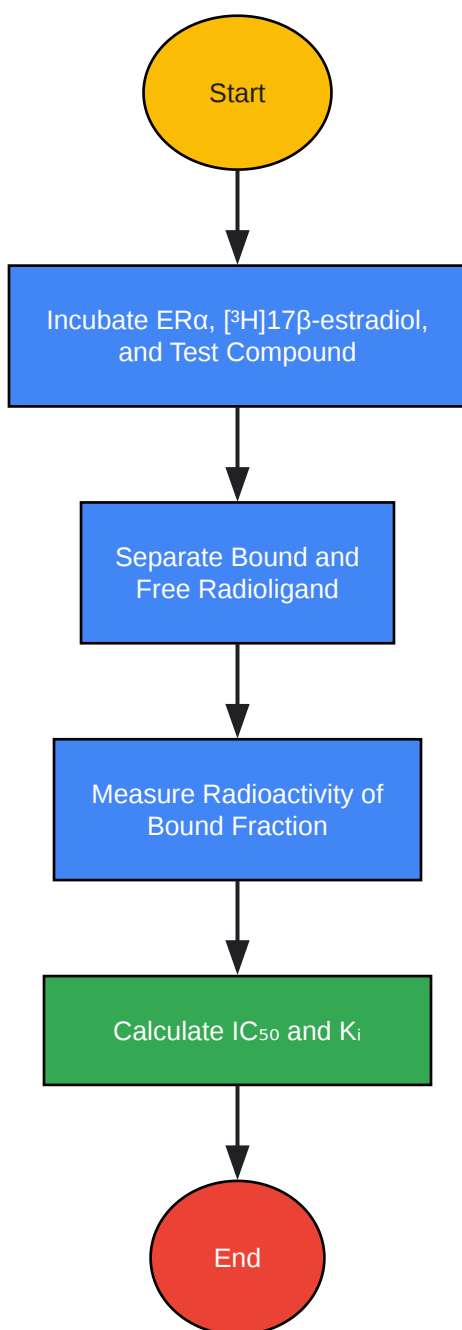 Start
Incubate ERα, [³H]17β-estradiol,
and Test Compound
Separate Bound and
Free Radioligand
Measure Radioactivity of
Bound Fraction
Calculate IC₅₀ and Kᵢ
End